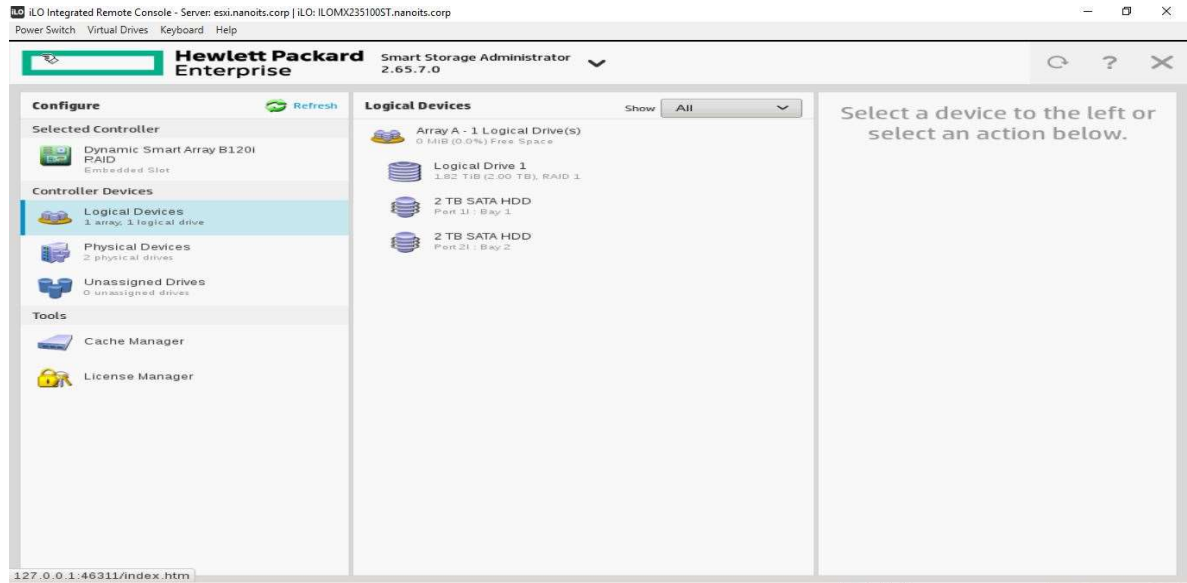 iLO iLO Integrated Remote Console - Server: esxi.nanoits.corp | iLO: ILOMX235100ST.nanoits.corp
Power Switch Virtual Drives Keyboard Help
Hewlett Packard
Enterprise
Smart Storage Administrator
2.65.7.0
Configure
Refresh
Selected Controller
Dynamic Smart Array B120i
RAID
Embedded Slot
Controller Devices
Logical Devices
1 array, 1 logical drive
Physical Devices
2 physical drives
Unassigned Drives
0 unassigned drives
Tools
Cache Manager
License Manager
Logical Devices
Show All
Array A - 1 Logical Drive(s)
0 MiB (0.0%) Free Space
Logical Drive 1
1.82 TiB (2.00 TB), RAID 1
2 TB SATA HDD
Port 1I : Bay 1
2 TB SATA HDD
Port 2I : Bay 2
Select a device to the left or
select an action below.
127.0.0.1:46311/index.htm